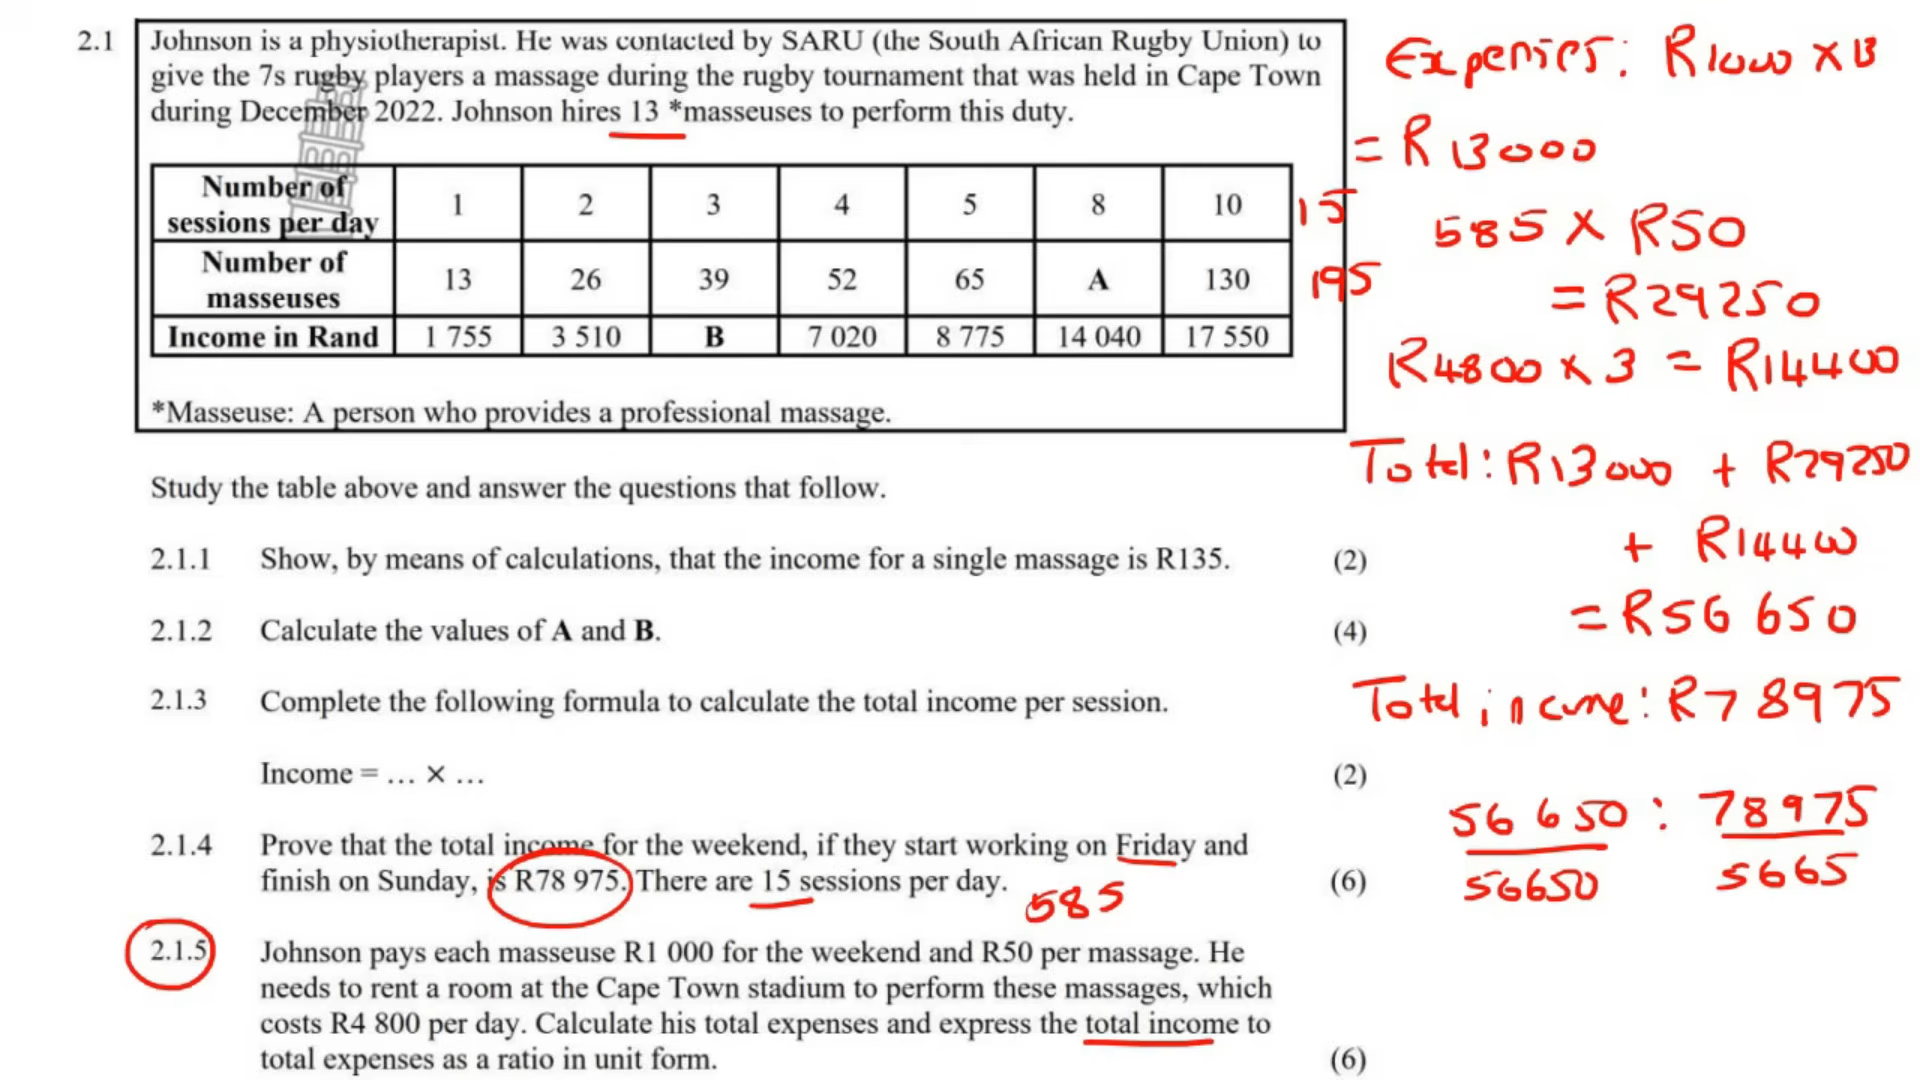 2.1 Johnson is a physiotherapist. He was contacted by SARU (the South African Rugby Union) to
give the 7s rugby players a massage during the rugby tournament that was held in Cape Town
during December 2022. Johnson hires 13 *masseuses to perform this duty.
Number of sessions per day 1 2 3 4 5 8 10 15
Number of masseuses 13 26 39 52 65 A 130 195
Income in Rand 1 755 3 510 B 7 020 8 775 14 040 17 550
*Masseuse: A person who provides a professional massage.
Study the table above and answer the questions that follow.
2.1.1 Show, by means of calculations, that the income for a single massage is R135. (2)
2.1.2 Calculate the values of A and B. (4)
2.1.3 Complete the following formula to calculate the total income per session.
Income = ... × ... (2)
2.1.4 Prove that the total income for the weekend, if they start working on Friday and
finish on Sunday, is R78 975. There are 15 sessions per day. (6)
585
2.1.5 Johnson pays each masseuse R1 000 for the weekend and R50 per massage. He
needs to rent a room at the Cape Town stadium to perform these massages, which
costs R4 800 per day. Calculate his total expenses and express the total income to
total expenses as a ratio in unit form. (6)
Expenses: R1000 × 13
= R13000
585 × R50
= R29250
R4800 × 3 = R14400
Total: R13000 + R29250
+ R14400
= R56 650
Total income: R78975
56 650 : 78975
56650 5665